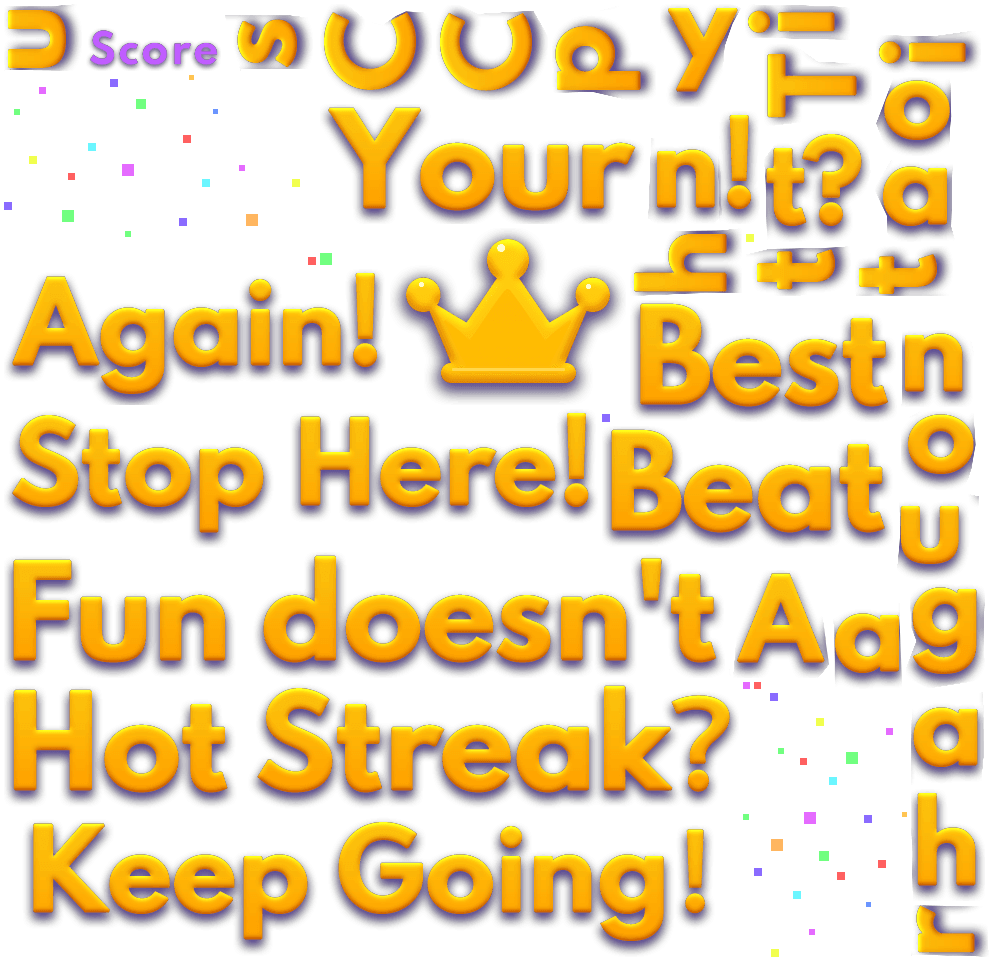 u Score s C C p y i T i
Your n! t? o a
h t t
Again! Best n
Stop Here! Beat o u
Fun doesn't A a g
Hot Streak? a
Keep Going! h r